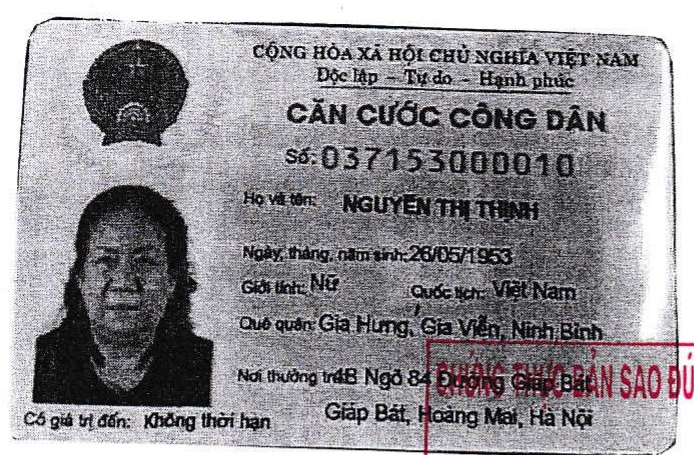 CỘNG HÒA XÃ HỘI CHỦ NGHĨA VIỆT NAM
Độc lập - Tự do - Hạnh phúc
CĂN CƯỚC CÔNG DÂN
Số: 037153000010
Họ và tên: NGUYỄN THỊ THỊNH
Ngày, tháng, năm sinh: 26/05/1953
Giới tính: Nữ Quốc tịch: Việt Nam
Quê quán: Gia Hưng, Gia Viễn, Ninh Bình
Nơi thường trú: 4B Ngõ 84 Đường Giáp Bát
Giáp Bát, Hoàng Mai, Hà Nội
Có giá trị đến: Không thời hạn
CHỨNG THỰC BẢN SAO ĐÚ